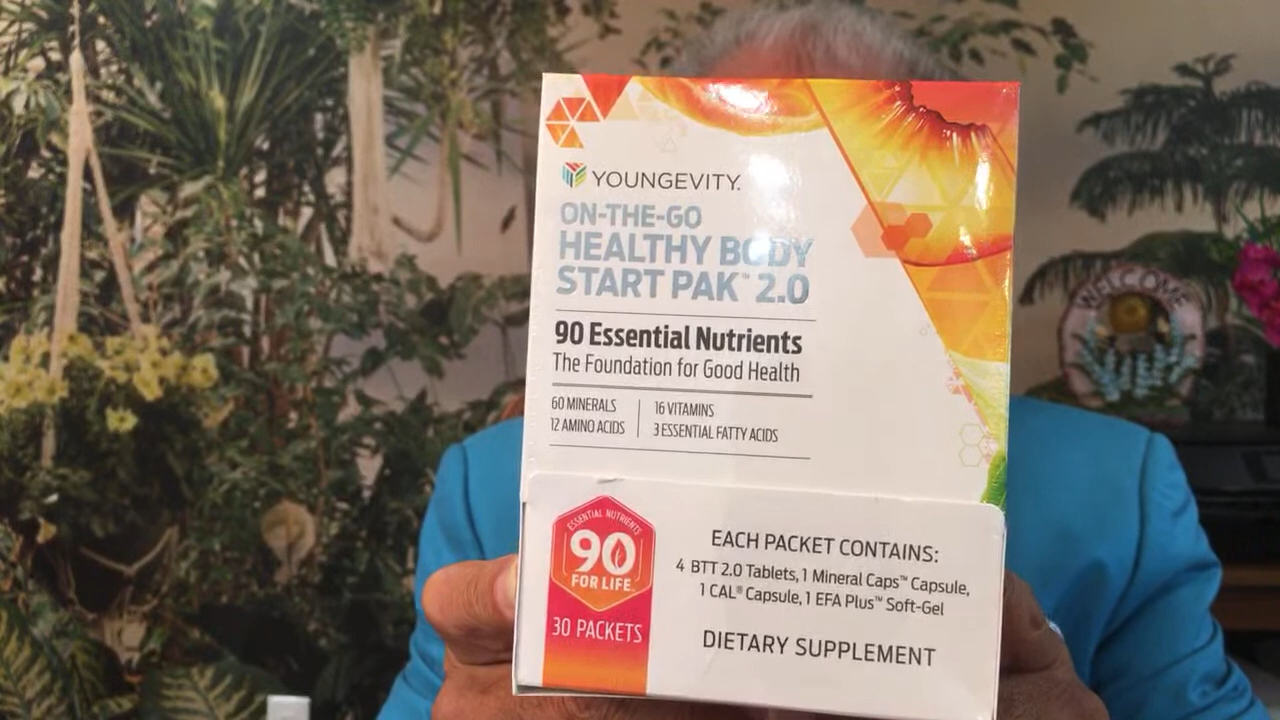 YOUNGEVITY.
ON-THE-GO
HEALTHY BODY
START PAK™ 2.0
90 Essential Nutrients
The Foundation for Good Health
60 MINERALS
12 AMINO ACIDS
16 VITAMINS
3 ESSENTIAL FATTY ACIDS
ESSENTIAL NUTRIENTS
90
FOR LIFE™
30 PACKETS
EACH PACKET CONTAINS:
4 BTT 2.0 Tablets, 1 Mineral Caps™ Capsule,
1 CAL® Capsule, 1 EFA Plus™ Soft-Gel
DIETARY SUPPLEMENT
WELCOME